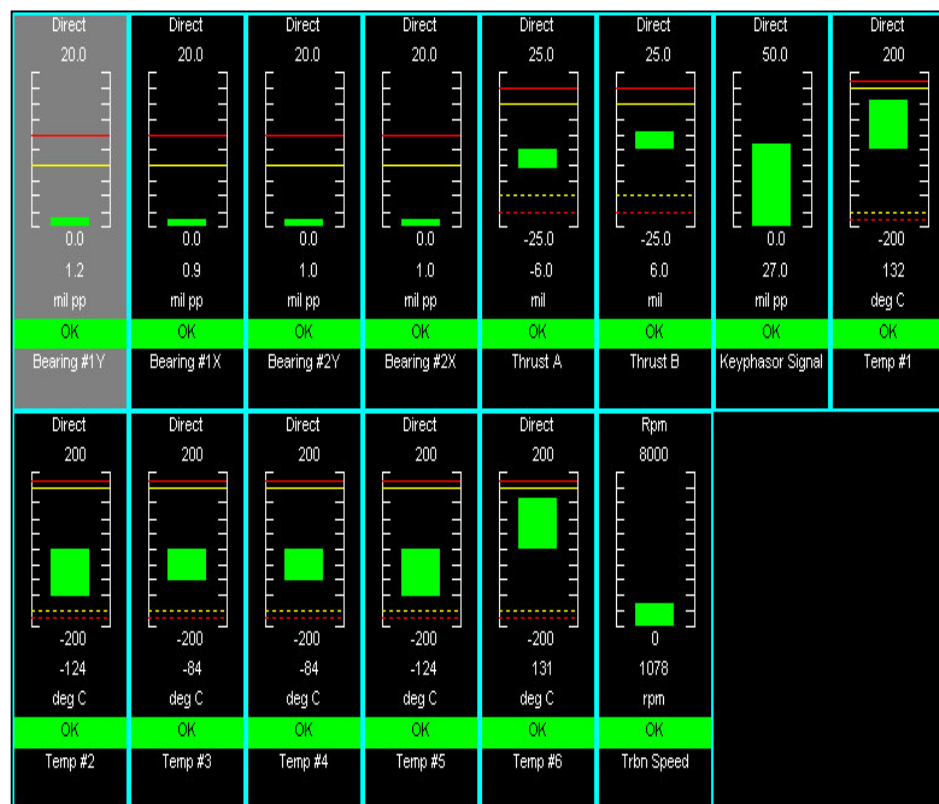 Direct Direct Direct Direct Direct Direct Direct Direct
20.0 20.0 20.0 20.0 25.0 25.0 50.0 200
0.0 0.0 0.0 0.0 -25.0 -25.0 0.0 -200
1.2 0.9 1.0 1.0 -6.0 6.0 27.0 132
mil pp mil pp mil pp mil pp mil mil mil pp deg C
OK OK OK OK OK OK OK OK
Bearing #1Y Bearing #1X Bearing #2Y Bearing #2X Thrust A Thrust B Keyphasor Signal Temp #1
Direct Direct Direct Direct Direct Rpm
200 200 200 200 200 8000
-200 -200 -200 -200 -200 0
-124 -84 -84 -124 131 1078
deg C deg C deg C deg C deg C rpm
OK OK OK OK OK OK
Temp #2 Temp #3 Temp #4 Temp #5 Temp #6 Trbn Speed